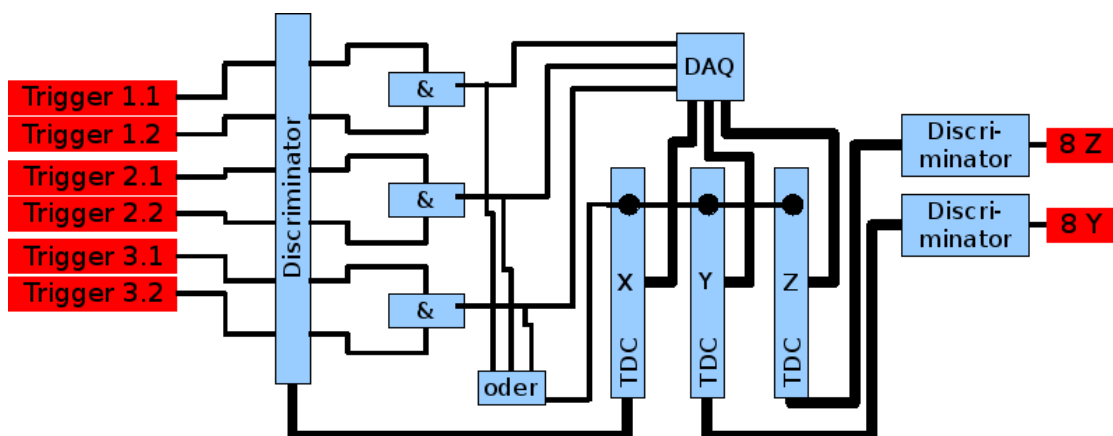 Trigger 1.1
Trigger 1.2
Trigger 2.1
Trigger 2.2
Trigger 3.1
Trigger 3.2
Discriminator
&
&
&
oder
DAQ
TDC X
TDC Y
TDC Z
Discri-
minator
8 Z
Discri-
minator
8 Y